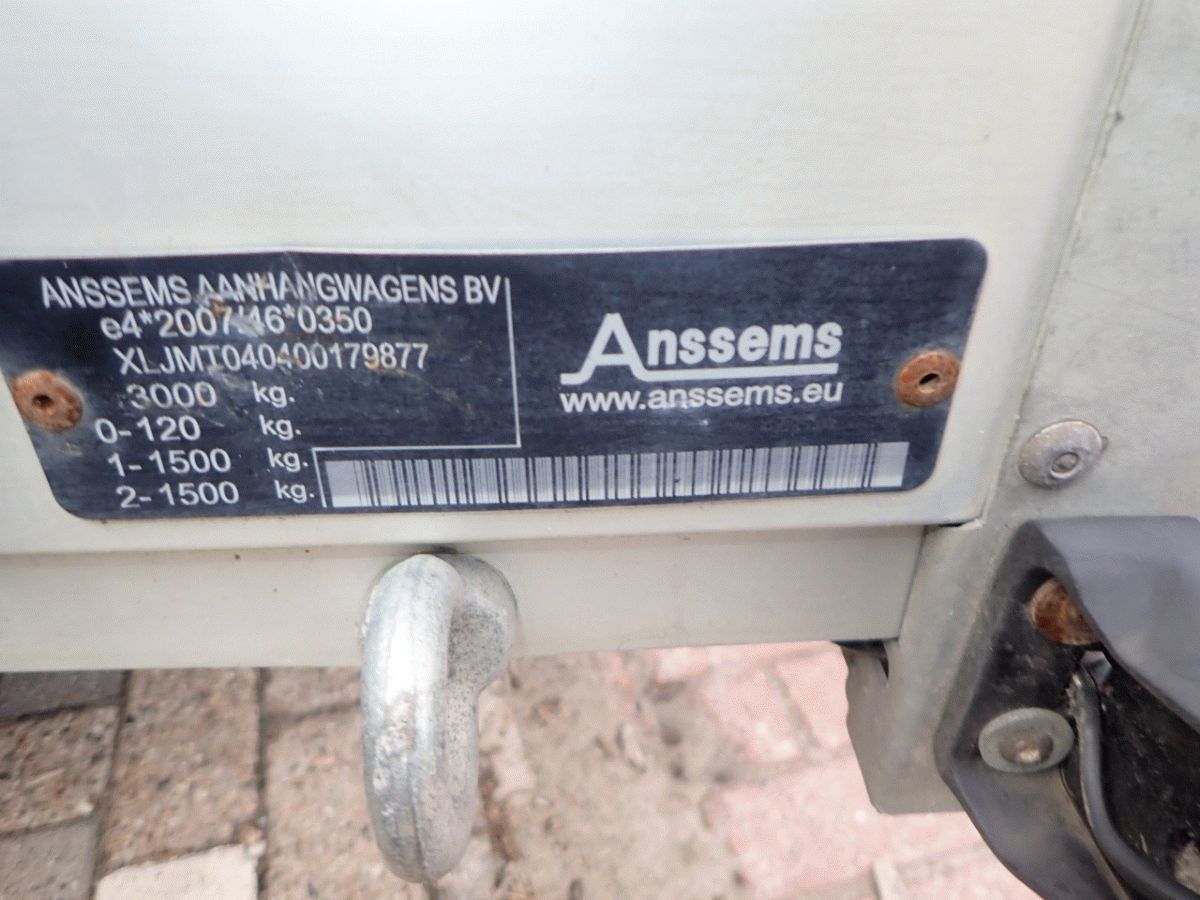 ANSSEMS AANHANGWAGENS BV
e4*2007/46*0350
XLJMT040400179877
3000 kg.
0-120 kg.
1-1500 kg.
2-1500 kg.
Anssems
www.anssems.eu